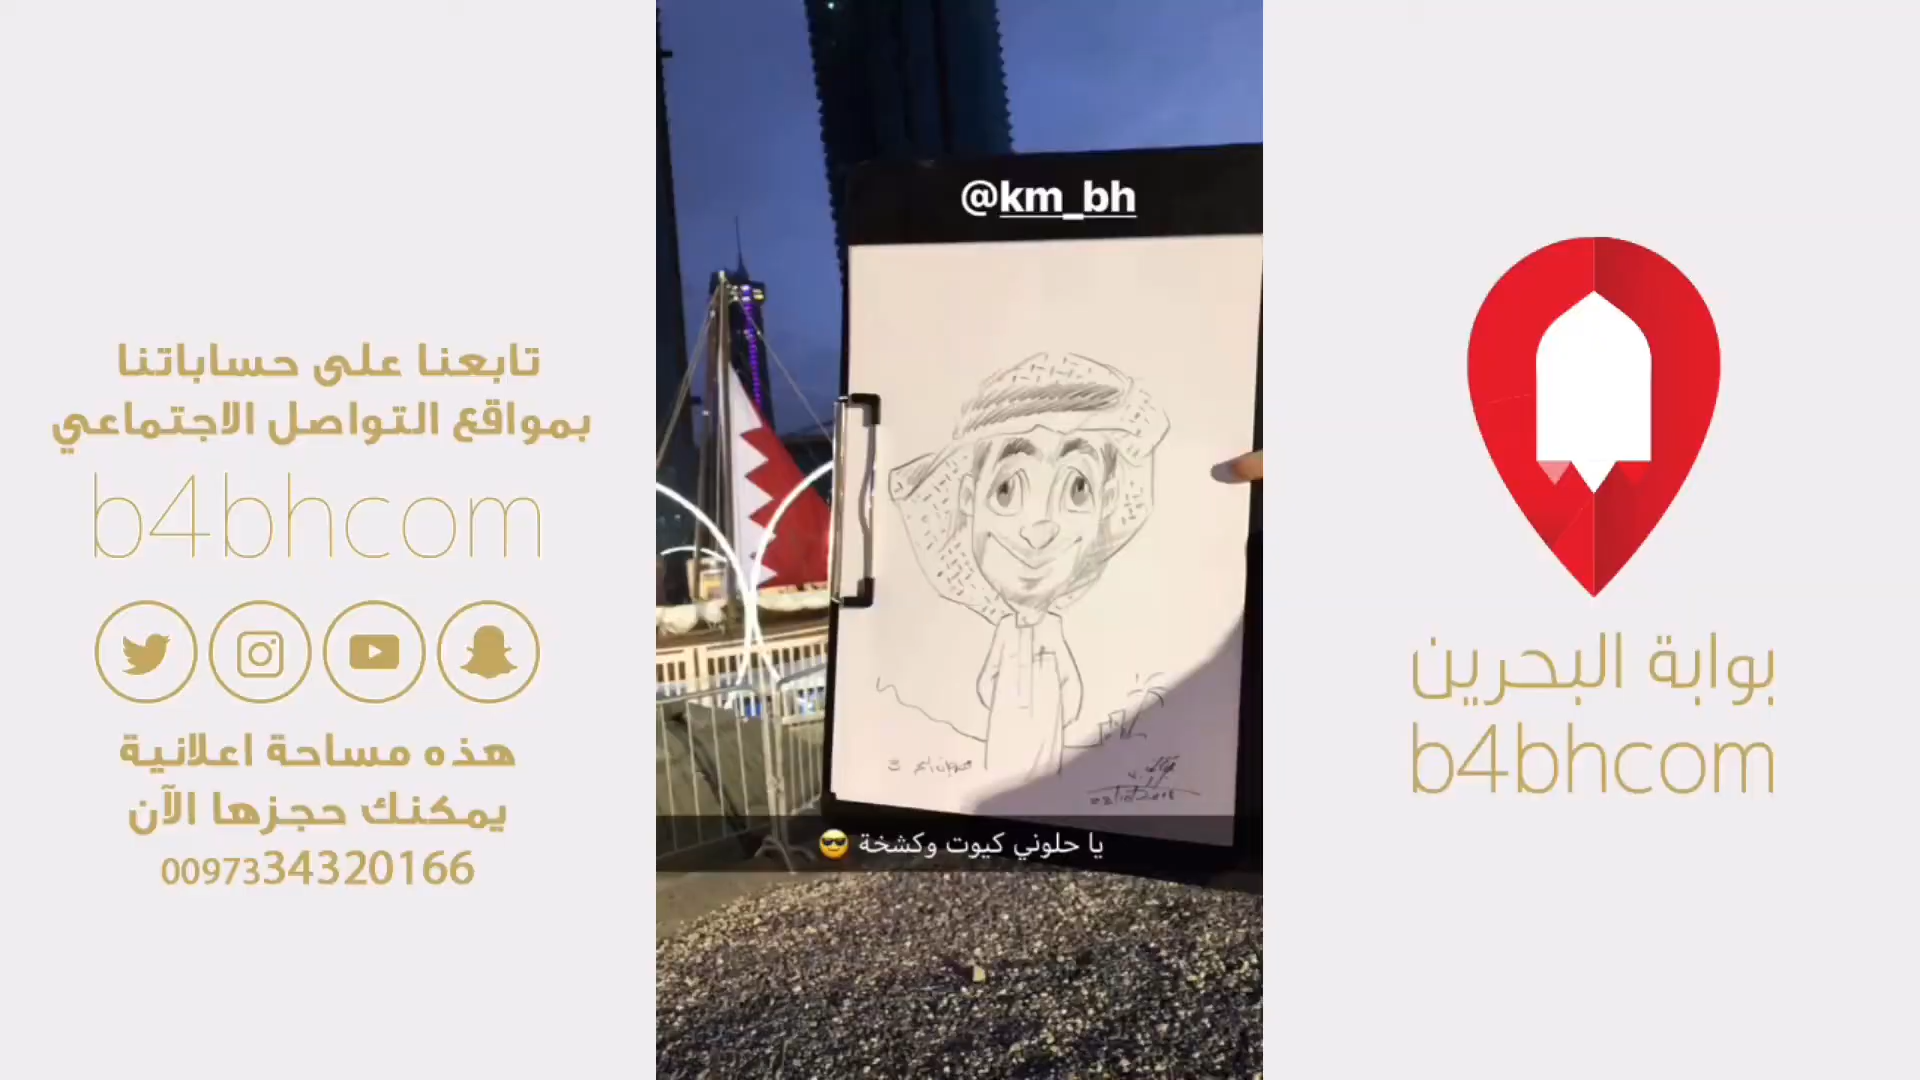 تابعنا على حساباتنا
بمواقع التواصل الاجتماعي
b4bhcom
هذه مساحة اعلانية
يمكنك حجزها الآن
0097334320166
@km_bh
يا حلوني كيوت وكشخة 😎
بوابة البحرين
b4bhcom